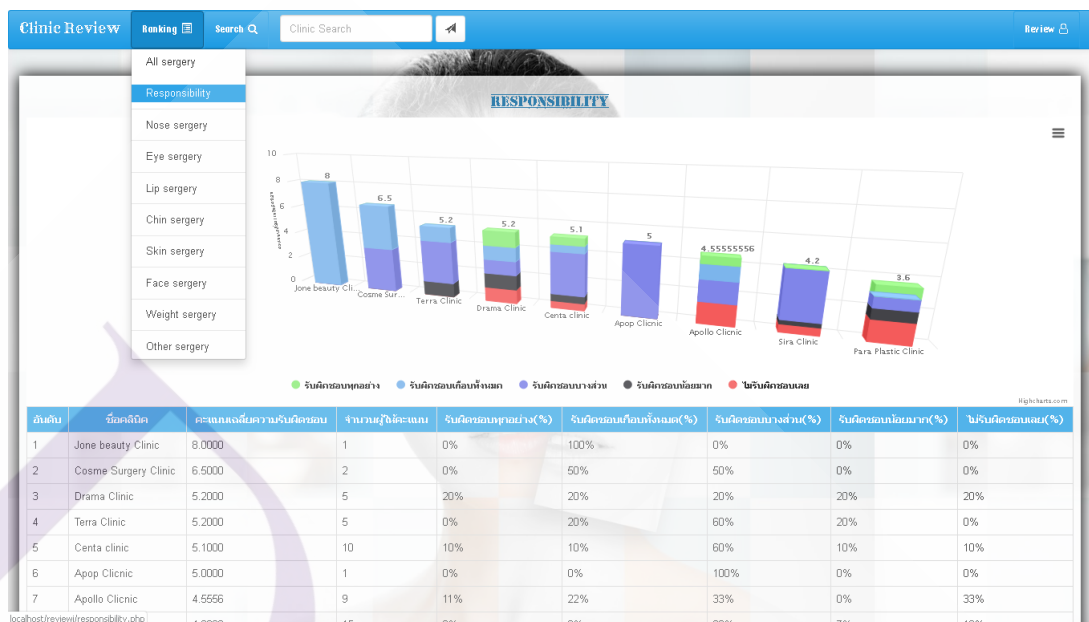 Clinic Review Ranking Search Clinic Search Review
All sergery
Responsibility
Nose sergery
Eye sergery
Lip sergery
Chin sergery
Skin sergery
Face sergery
Weight sergery
Other sergery
RESPONSIBILITY
10
8
6
4
2
0
8 6.5 5.2 5.2 5.1 5 4.55555556 4.2 3.6
Jone beauty Cli... Cosme Sur... Terra Clinic Drama Clinic Centa clinic Apop Clicnic Apollo Clicnic Sira Clinic Para Plastic Clinic
รับผิดชอบทุกอย่าง รับผิดชอบเกือบทั้งหมด รับผิดชอบบางส่วน รับผิดชอบน้อยมาก ไม่รับผิดชอบเลย
Highcharts.com
อันดับ ชื่อคลินิค คะแนนเฉลี่ยความรับผิดชอบ จำนวนผู้ให้คะแนน รับผิดชอบทุกอย่าง(%) รับผิดชอบเกือบทั้งหมด(%) รับผิดชอบบางส่วน(%) รับผิดชอบน้อยมาก(%) ไม่รับผิดชอบเลย(%)
1 Jone beauty Clinic 8.0000 1 0% 100% 0% 0% 0%
2 Cosme Surgery Clinic 6.5000 2 0% 50% 50% 0% 0%
3 Drama Clinic 5.2000 5 20% 20% 20% 20% 20%
4 Terra Clinic 5.2000 5 0% 20% 60% 20% 0%
5 Centa clinic 5.1000 10 10% 10% 60% 10% 10%
6 Apop Clicnic 5.0000 1 0% 0% 100% 0% 0%
7 Apollo Clicnic 4.5556 9 11% 22% 33% 0% 33%
localhost/reviewi/responsibility.php